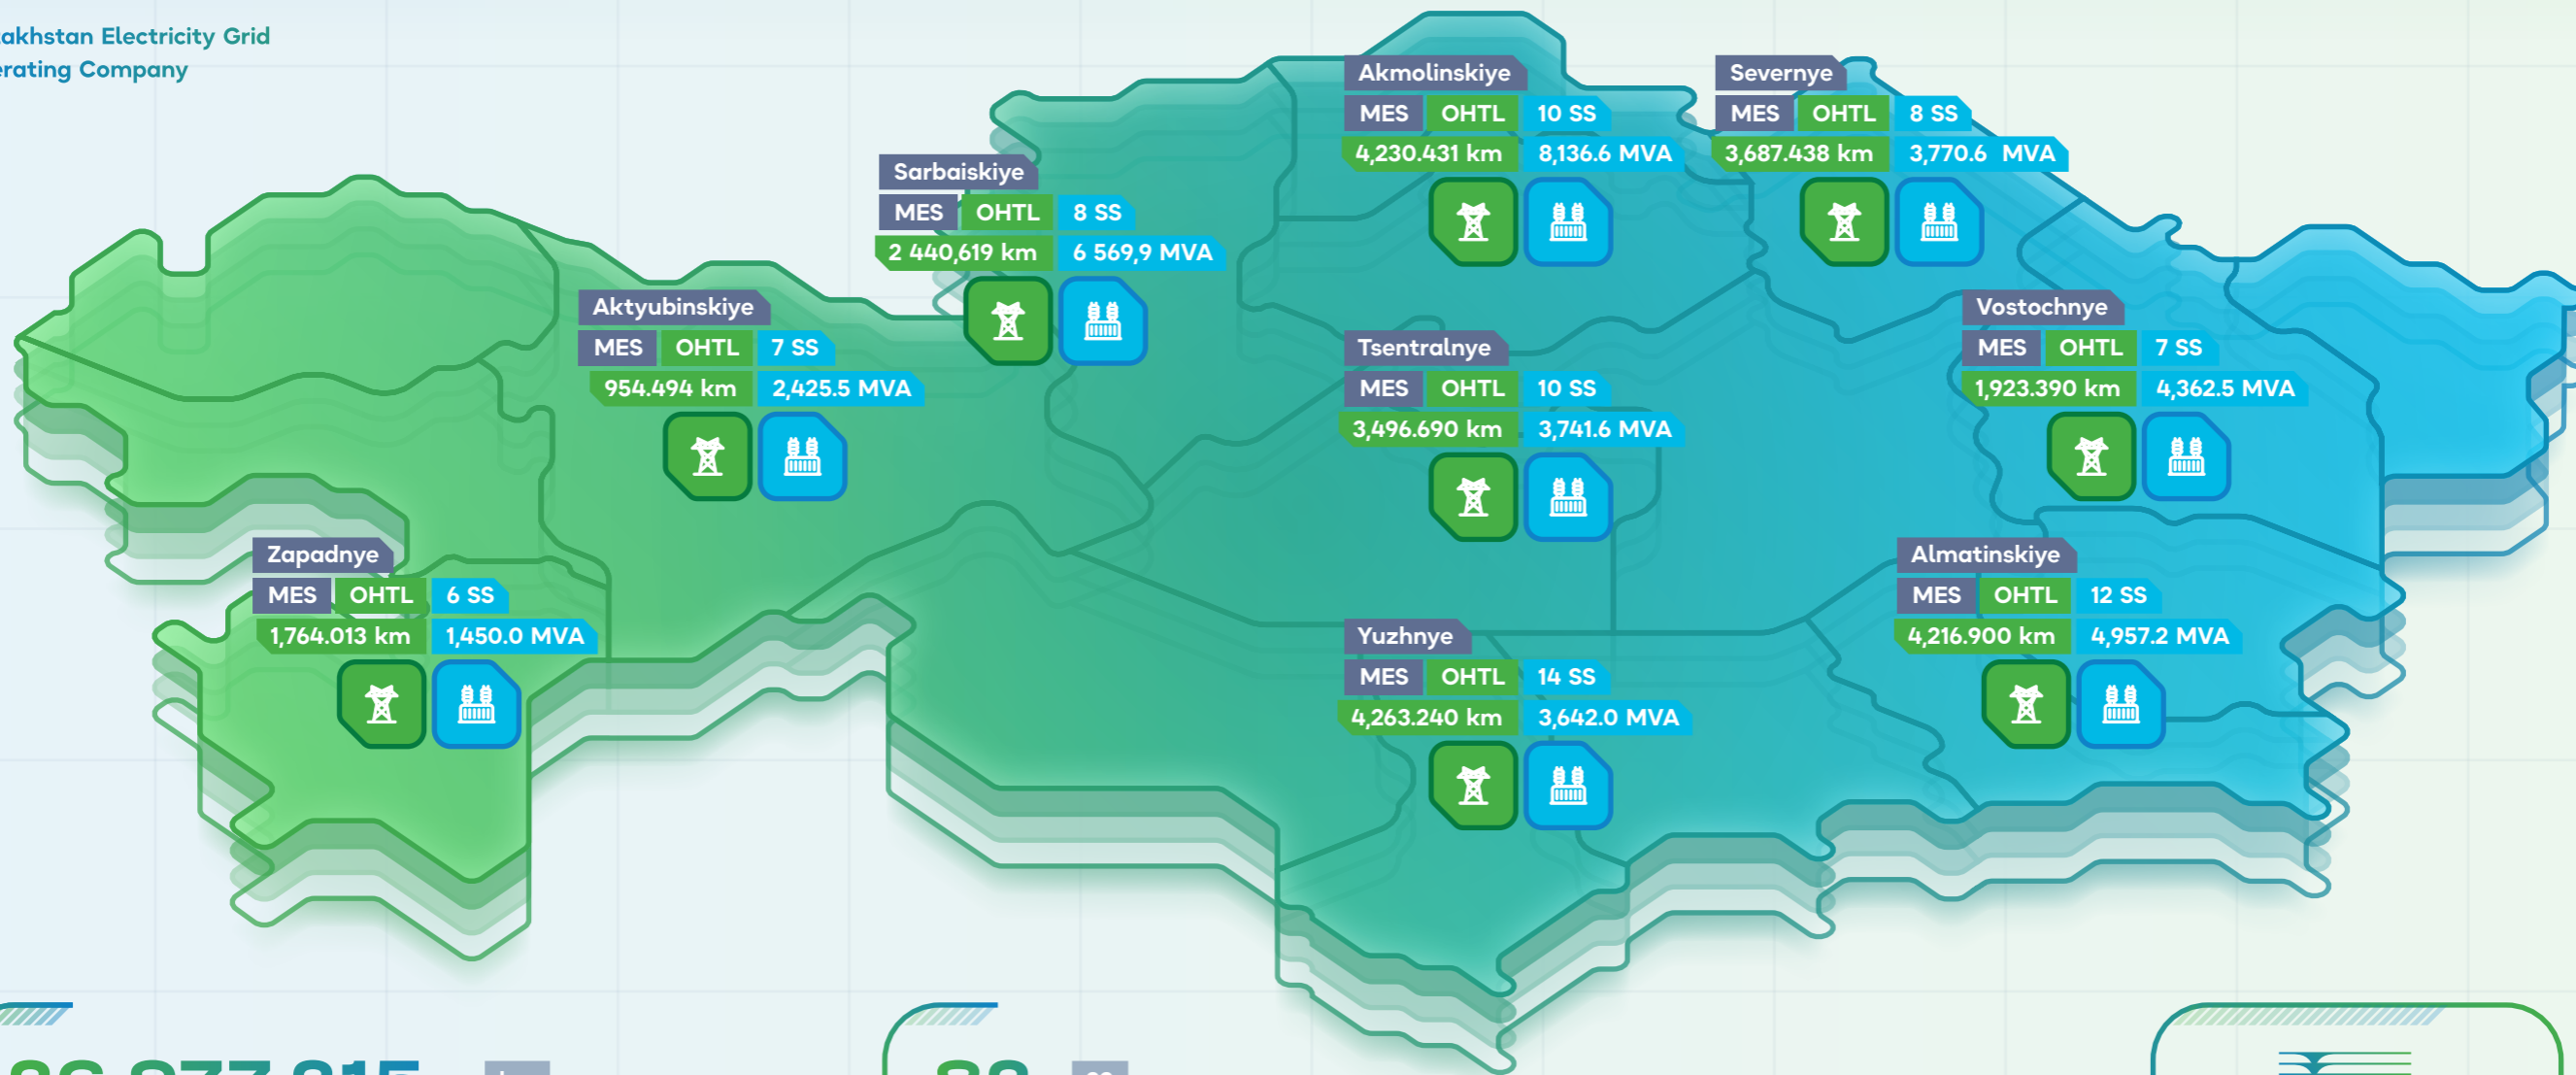 akhstan Electricity Grid
erating Company
Akmolinskiye
MES OHTL 10 SS
4,230.431 km 8,136.6 MVA
Severnye
MES OHTL 8 SS
3,687.438 km 3,770.6 MVA
Sarbaiskiye
MES OHTL 8 SS
2 440,619 km 6 569,9 MVA
Aktyubinskiye
MES OHTL 7 SS
954.494 km 2,425.5 MVA
Tsentralnye
MES OHTL 10 SS
3,496.690 km 3,741.6 MVA
Vostochnye
MES OHTL 7 SS
1,923.390 km 4,362.5 MVA
Zapadnye
MES OHTL 6 SS
1,764.013 km 1,450.0 MVA
Almatinskiye
MES OHTL 12 SS
4,216.900 km 4,957.2 MVA
Yuzhnye
MES OHTL 14 SS
4,263.240 km 3,642.0 MVA